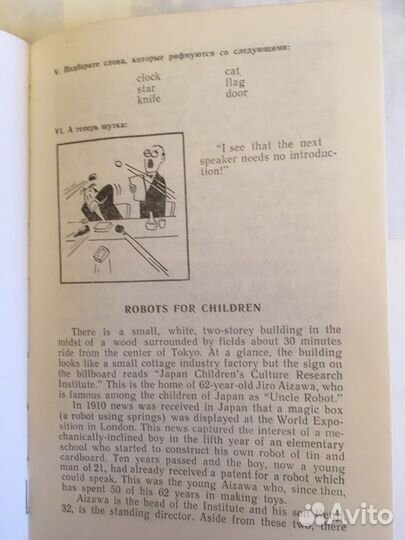 V. Подберьте слова, которые рифмуются со следующими:
clock cat
star flag
knife door
VI. А теперь шутка:
"I see that the next
speaker needs no introduc-
tion!"
ROBOTS FOR CHILDREN
There is a small, white, two-storey building in the
midst of a wood surrounded by fields about 30 minutes
ride from the center of Tokyo. At a glance, the building
looks like a small cottage industry factory but the sign on
the billboard reads "Japan Children's Culture Research
Institute." This is the home of 62-year-old Jiro Aizawa, who
is famous among the children of Japan as "Uncle Robot."
In 1910 news was received in Japan that a magic box
(a robot using springs) was displayed at the World Expo-
sition in London. This news captured the interest of a me-
chanically-inclined boy in the fifth year of an elementary
school who started to construct his own robot of tin and
cardboard. Ten years passed and the boy, now a young
man of 21, had already received a patent for a robot which
could speak. This was the young Aizawa who, since then,
has spent 50 of his 62 years in making toys.
Aizawa is the head of the Institute and his son
32, is the standing director. Aside from these two, there
Avito